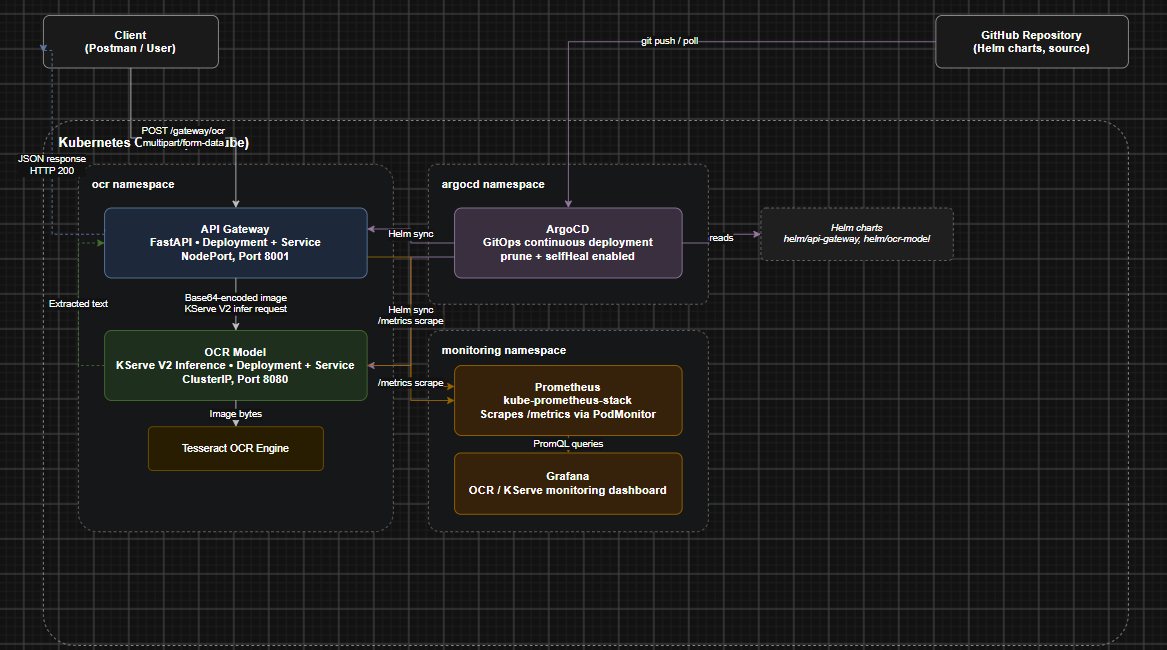 Client
(Postman / User)
GitHub Repository
(Helm charts, source)
git push / poll
POST /gateway/ocr
multipart/form-data
Kubernetes
JSON response
HTTP 200
ocr namespace
API Gateway
FastAPI • Deployment + Service
NodePort, Port 8001
argocd namespace
ArgoCD
GitOps continuous deployment
prune + selfHeal enabled
Helm sync
reads
Helm charts
helm/api-gateway, helm/ocr-model
Base64-encoded image
KServe V2 infer request
Extracted text
Helm sync
/metrics scrape
OCR Model
KServe V2 Inference • Deployment + Service
ClusterIP, Port 8080
/metrics scrape
Image bytes
Tesseract OCR Engine
monitoring namespace
Prometheus
kube-prometheus-stack
Scrapes /metrics via PodMonitor
PromQL queries
Grafana
OCR / KServe monitoring dashboard